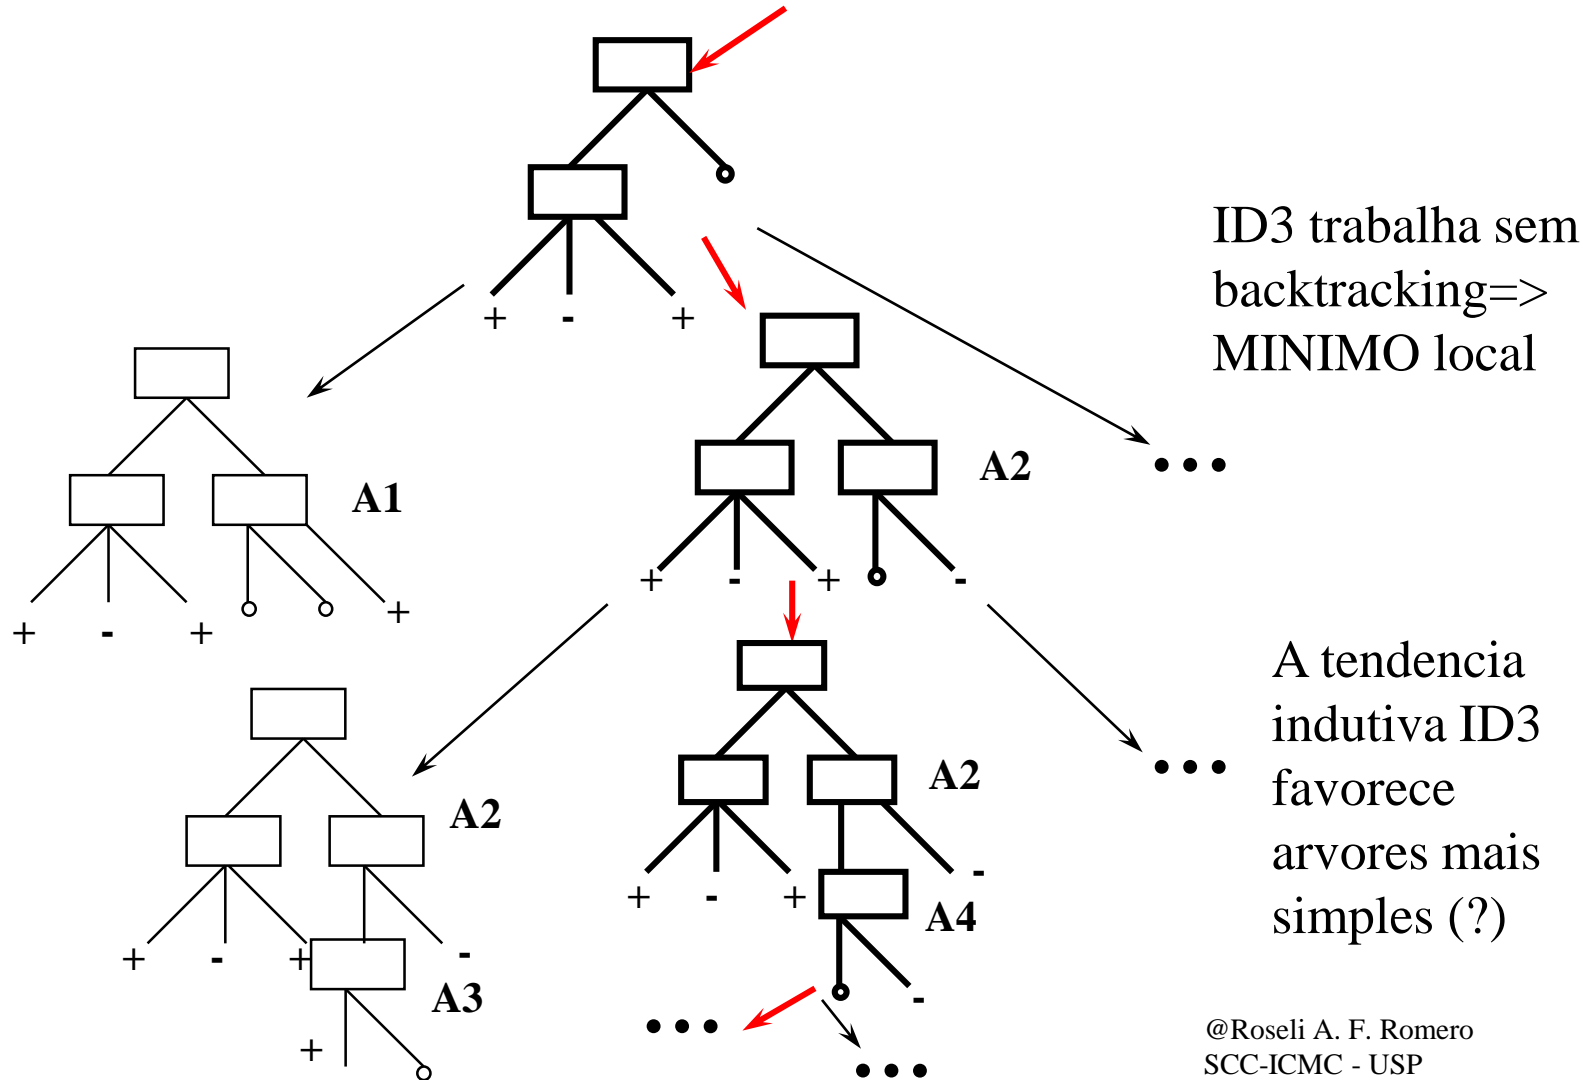 + - +
ID3 trabalha sem
backtracking=>
MINIMO local
A1
+ - + +
A2
+ - + -
A tendencia
indutiva ID3
favorece
arvores mais
simples (?)
A2
+ - + -
A3
+
A2
+ - + -
A4
-
@Roseli A. F. Romero
SCC-ICMC - USP